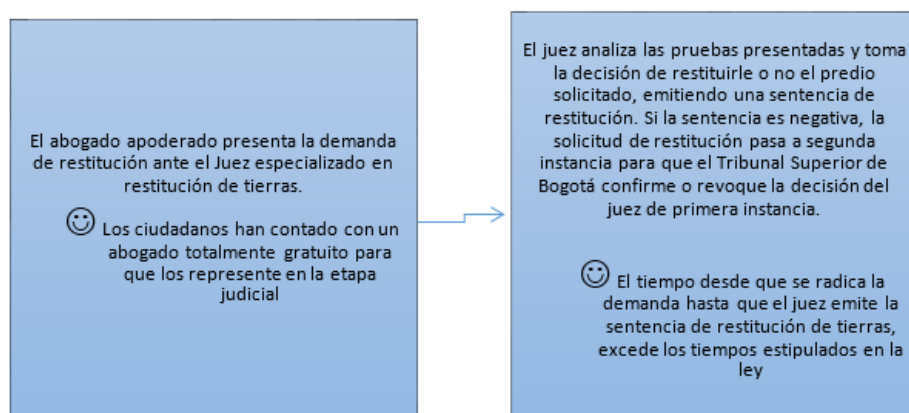 El abogado apoderado presenta la demanda
de restitución ante el Juez especializado en
restitución de tierras.
Los ciudadanos han contado con un
abogado totalmente gratuito para
que los represente en la etapa
judicial
El juez analiza las pruebas presentadas y toma
la decisión de restituirle o no el predio
solicitado, emitiendo una sentencia de
restitución. Si la sentencia es negativa, la
solicitud de restitución pasa a segunda
instancia para que el Tribunal Superior de
Bogotá confirme o revoque la decisión del
juez de primera instancia.
El tiempo desde que se radica la
demanda hasta que el juez emite la
sentencia de restitución de tierras,
excede los tiempos estipulados en la
ley